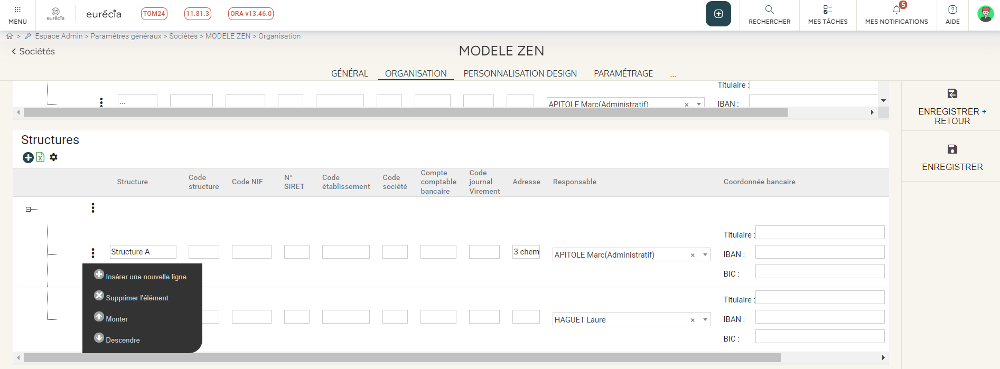 MENU
eurécia
eurécia
TOM24
11.81.3
ORA v13.46.0
RECHERCHER
MES TÂCHES
5
MES NOTIFICATIONS
?
AIDE
> Espace Admin > Paramètres généraux > Sociétés > MODELE ZEN > Organisation
< Sociétés
MODELE ZEN
GÉNÉRAL
ORGANISATION
PERSONNALISATION DESIGN
PARAMÉTRAGE
...
Titulaire :
...
APITOLE Marc(Administratif) ×
IBAN :
ENREGISTRER +
RETOUR
ENREGISTRER
Structures
Structure
Code
structure
Code NIF
N°
SIRET
Code
établissement
Code
société
Compte
comptable
bancaire
Code
journal
Virement
Adresse
Responsable
Coordonnée bancaire
Structure A
3 chem
APITOLE Marc(Administratif) ×
Titulaire :
IBAN :
BIC :
Insérer une nouvelle ligne
Supprimer l'élément
Monter
Descendre
HAGUET Laure ×
Titulaire :
IBAN :
BIC :